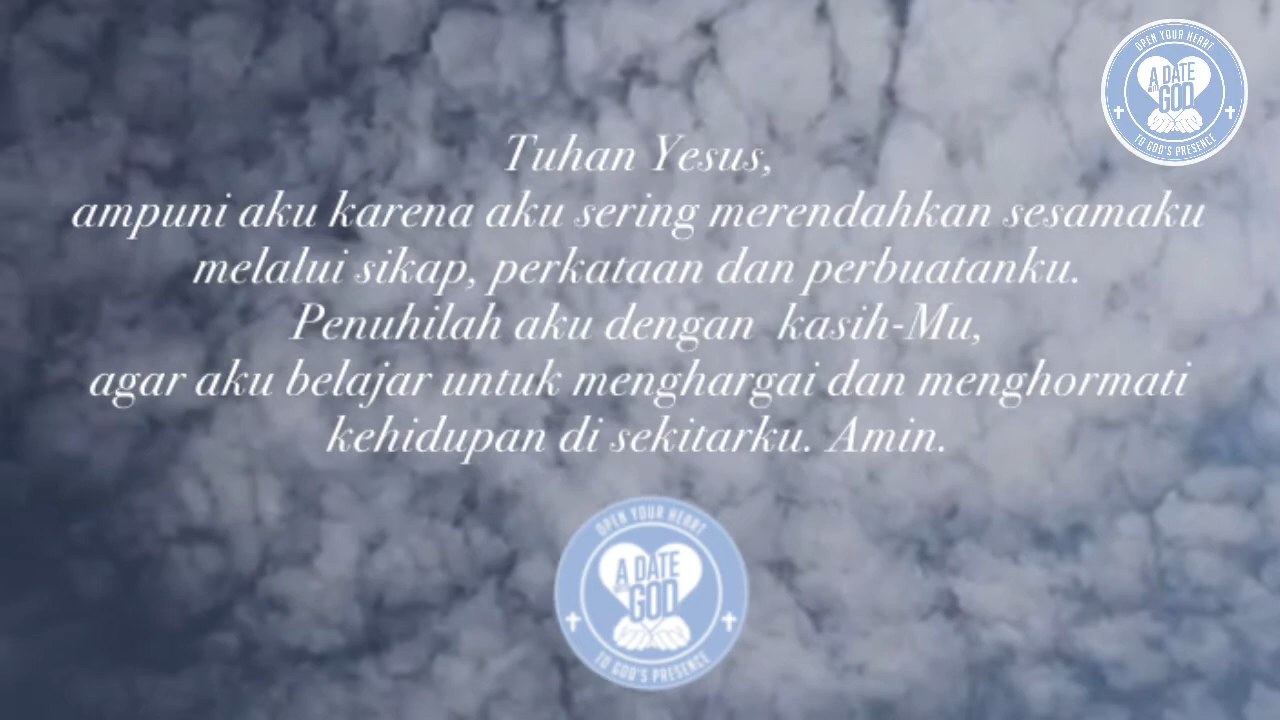 OPEN YOUR HEART
A DATE
with
GOD
TO GOD'S PRESENCE
Tuhan Yesus,
ampuni aku karena aku sering merendahkan sesamaku
melalui sikap, perkataan dan perbuatanku.
Penuhilah aku dengan kasih-Mu,
agar aku belajar untuk menghargai dan menghormati
kehidupan di sekitarku. Amin.
OPEN YOUR HEART
A DATE
with
GOD
TO GOD'S PRESENCE